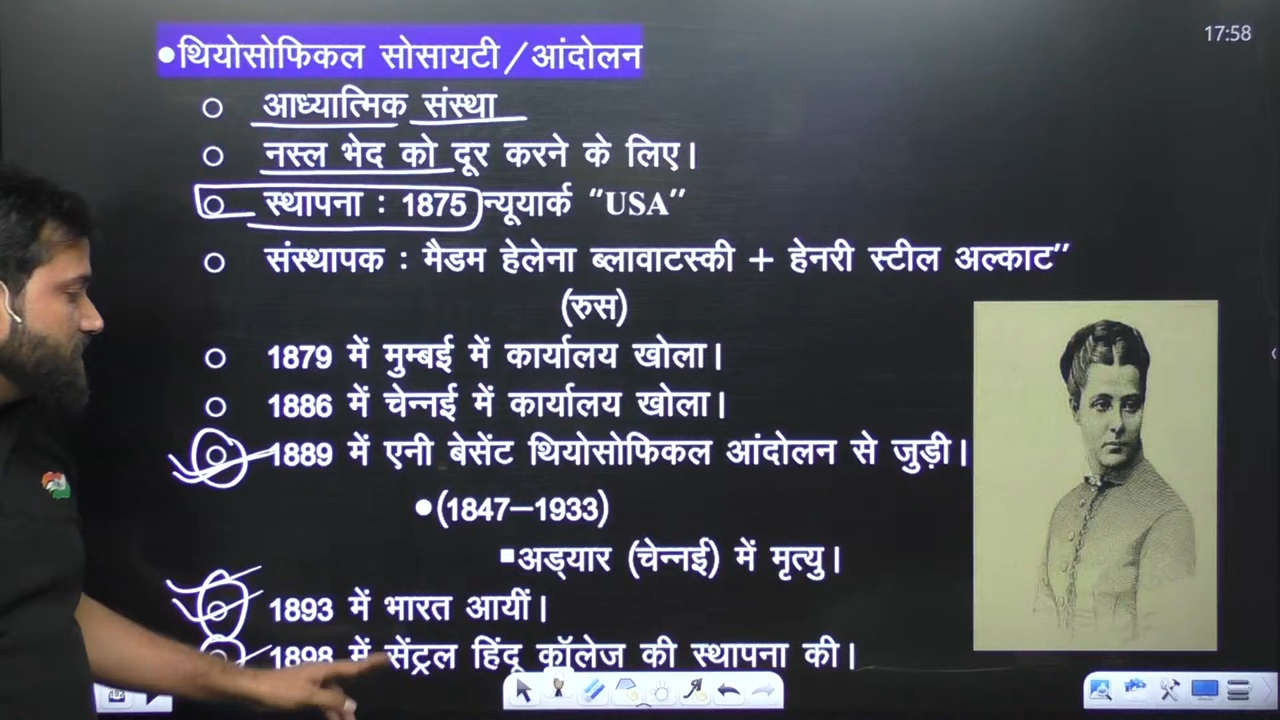 17:58
•थियोसोफिकल सोसायटी/आंदोलन
○ आध्यात्मिक संस्था
○ नस्ल भेद को दूर करने के लिए।
○ स्थापना : 1875 न्यूयार्क "USA"
○ संस्थापक : मैडम हेलेना ब्लावाटस्की + हेनरी स्टील अल्काट"
(रुस)
○ 1879 में मुम्बई में कार्यालय खोला।
○ 1886 में चेन्नई में कार्यालय खोला।
○ 1889 में एनी बेसेंट थियोसोफिकल आंदोलन से जुड़ी।
•(1847–1933)
▪अड्यार (चेन्नई) में मृत्यु।
○ 1893 में भारत आयीं।
○ 1898 में सेंट्रल हिंदू कॉलेज की स्थापना की।